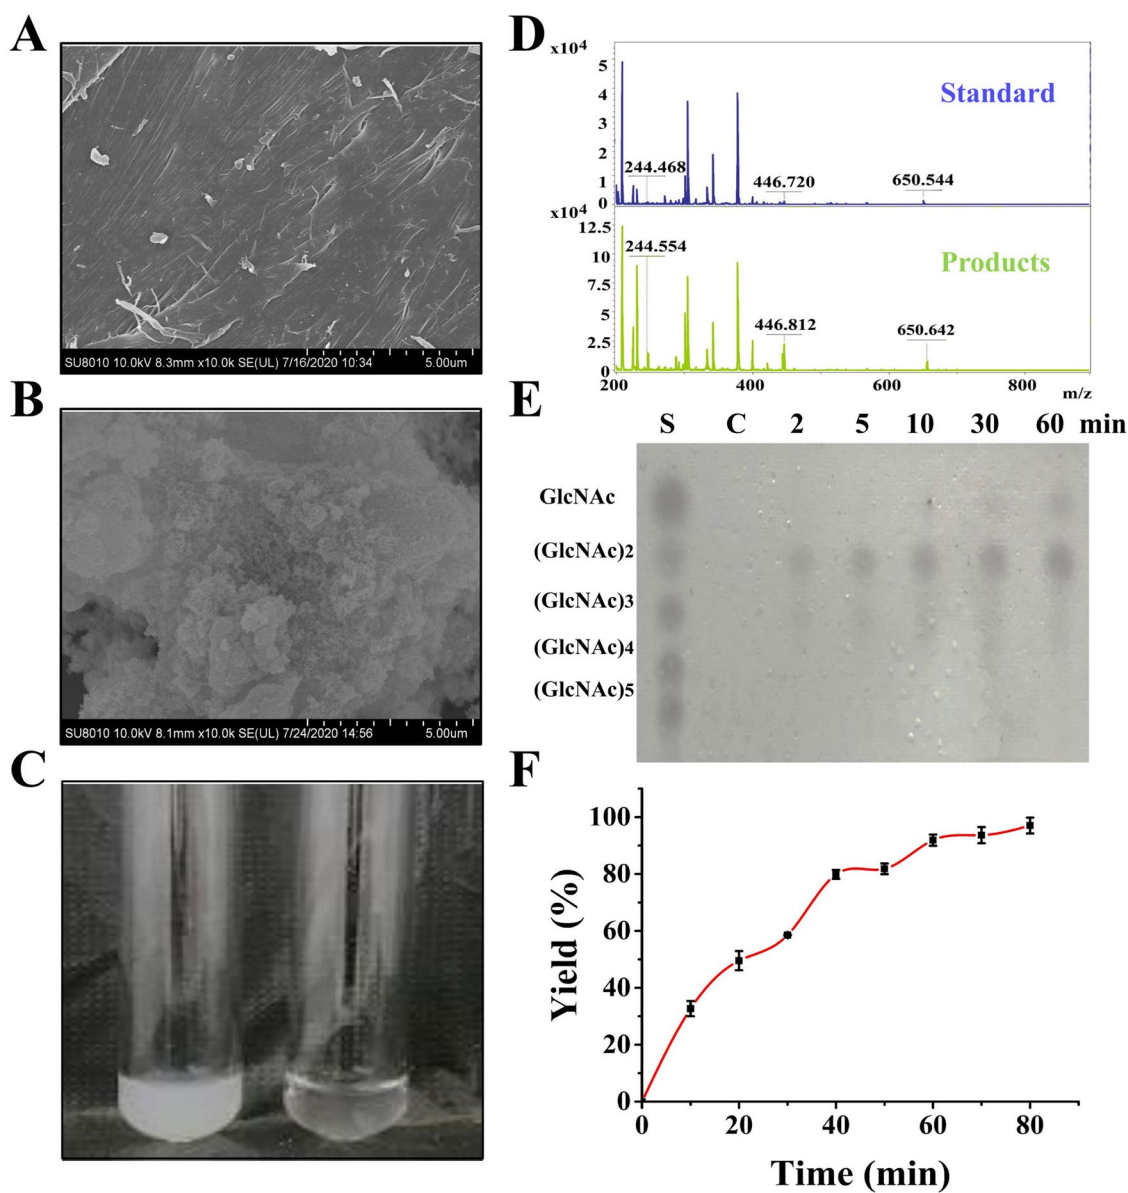 A
SU8010 10.0kV 8.3mm x10.0k SE(UL) 7/16/2020 10:34 5.00um
B
SU8010 10.0kV 8.1mm x10.0k SE(UL) 7/24/2020 14:56 5.00um
C
D
x10⁴
5
4
3
2
1
0
Standard
244.468
446.720
650.544
x10⁴
12.5
10
7.5
5
2.5
0
Products
244.554
446.812
650.642
200 400 600 800
m/z
E
S C 2 5 10 30 60 min
GlcNAc
(GlcNAc)2
(GlcNAc)3
(GlcNAc)4
(GlcNAc)5
F
Yield (%)
100
80
60
40
20
0
0 20 40 60 80
Time (min)